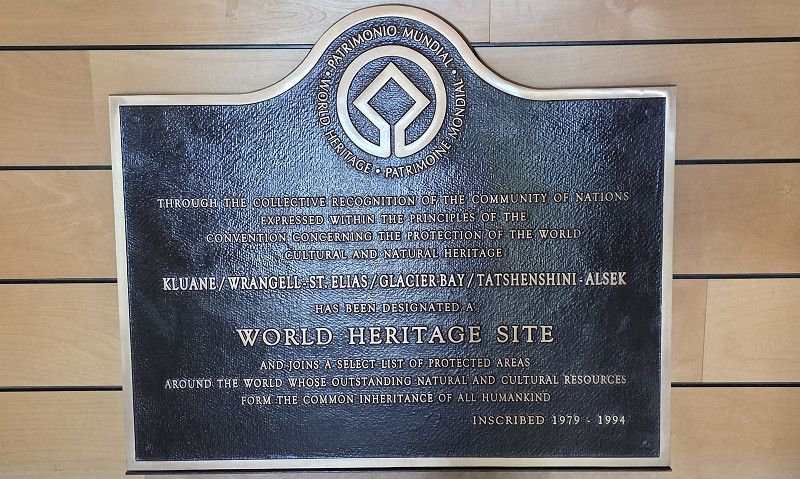 WORLD HERITAGE • PATRIMONIO MUNDIAL • PATRIMOINE MONDIAL •
THROUGH THE COLLECTIVE RECOGNITION OF THE COMMUNITY OF NATIONS
EXPRESSED WITHIN THE PRINCIPLES OF THE
CONVENTION CONCERNING THE PROTECTION OF THE WORLD
CULTURAL AND NATURAL HERITAGE
KLUANE / WRANGELL-ST. ELIAS / GLACIER BAY / TATSHENSHINI-ALSEK
HAS BEEN DESIGNATED A
WORLD HERITAGE SITE
AND JOINS A SELECT LIST OF PROTECTED AREAS
AROUND THE WORLD WHOSE OUTSTANDING NATURAL AND CULTURAL RESOURCES
FORM THE COMMON INHERITANCE OF ALL HUMANKIND
INSCRIBED 1979 - 1994